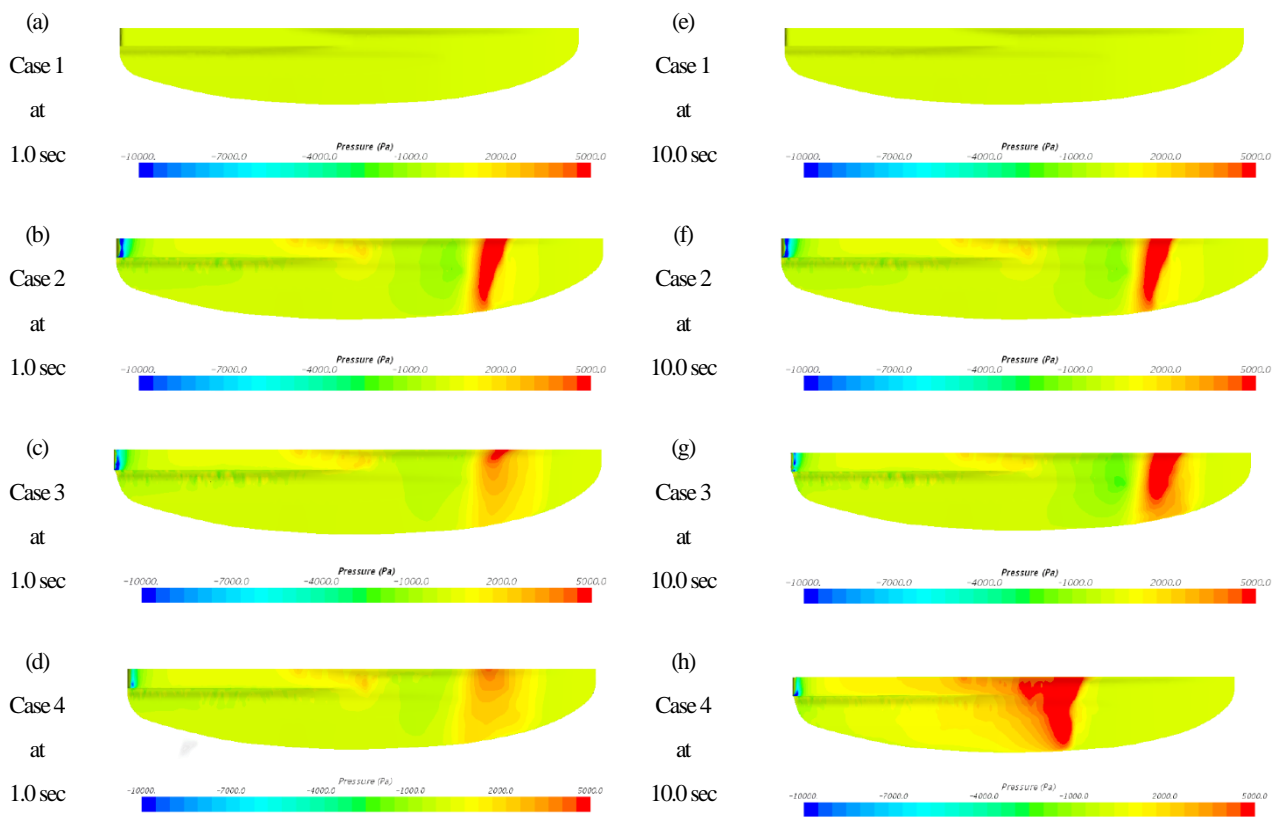 (a)
Case 1
at
1.0 sec
Pressure (Pa)
-10000. -7000.0 -4000.0 -1000.0 2000.0 5000.0
(e)
Case 1
at
10.0 sec
Pressure (Pa)
-10000. -7000.0 -4000.0 -1000.0 2000.0 5000.0
(b)
Case 2
at
1.0 sec
Pressure (Pa)
-10000. -7000.0 -4000.0 -1000.0 2000.0 5000.0
(f)
Case 2
at
10.0 sec
Pressure (Pa)
-10000. -7000.0 -4000.0 -1000.0 2000.0 5000.0
(c)
Case 3
at
1.0 sec
Pressure (Pa)
-10000. -7000.0 -4000.0 -1000.0 2000.0 5000.0
(g)
Case 3
at
10.0 sec
Pressure (Pa)
-10000. -7000.0 -4000.0 -1000.0 2000.0 5000.0
(d)
Case 4
at
1.0 sec
Pressure (Pa)
-10000. -7000.0 -4000.0 -1000.0 2000.0 5000.0
(h)
Case 4
at
10.0 sec
Pressure (Pa)
-10000. -7000.0 -4000.0 -1000.0 2000.0 5000.0